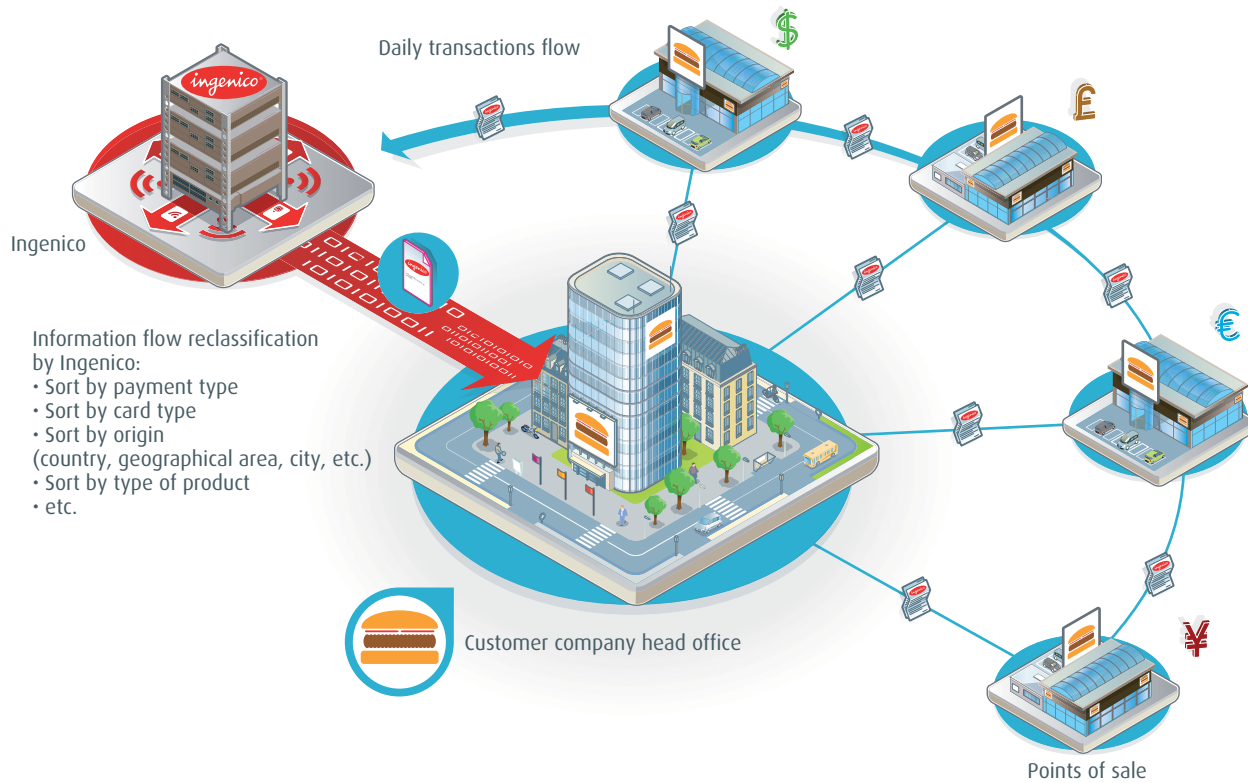 Daily transactions flow
$
£
ingenico
Ingenico
ingenico
€
Information flow reclassification
by Ingenico:
• Sort by payment type
• Sort by card type
• Sort by origin
(country, geographical area, city, etc.)
• Sort by type of product
• etc.
Customer company head office
¥
Points of sale